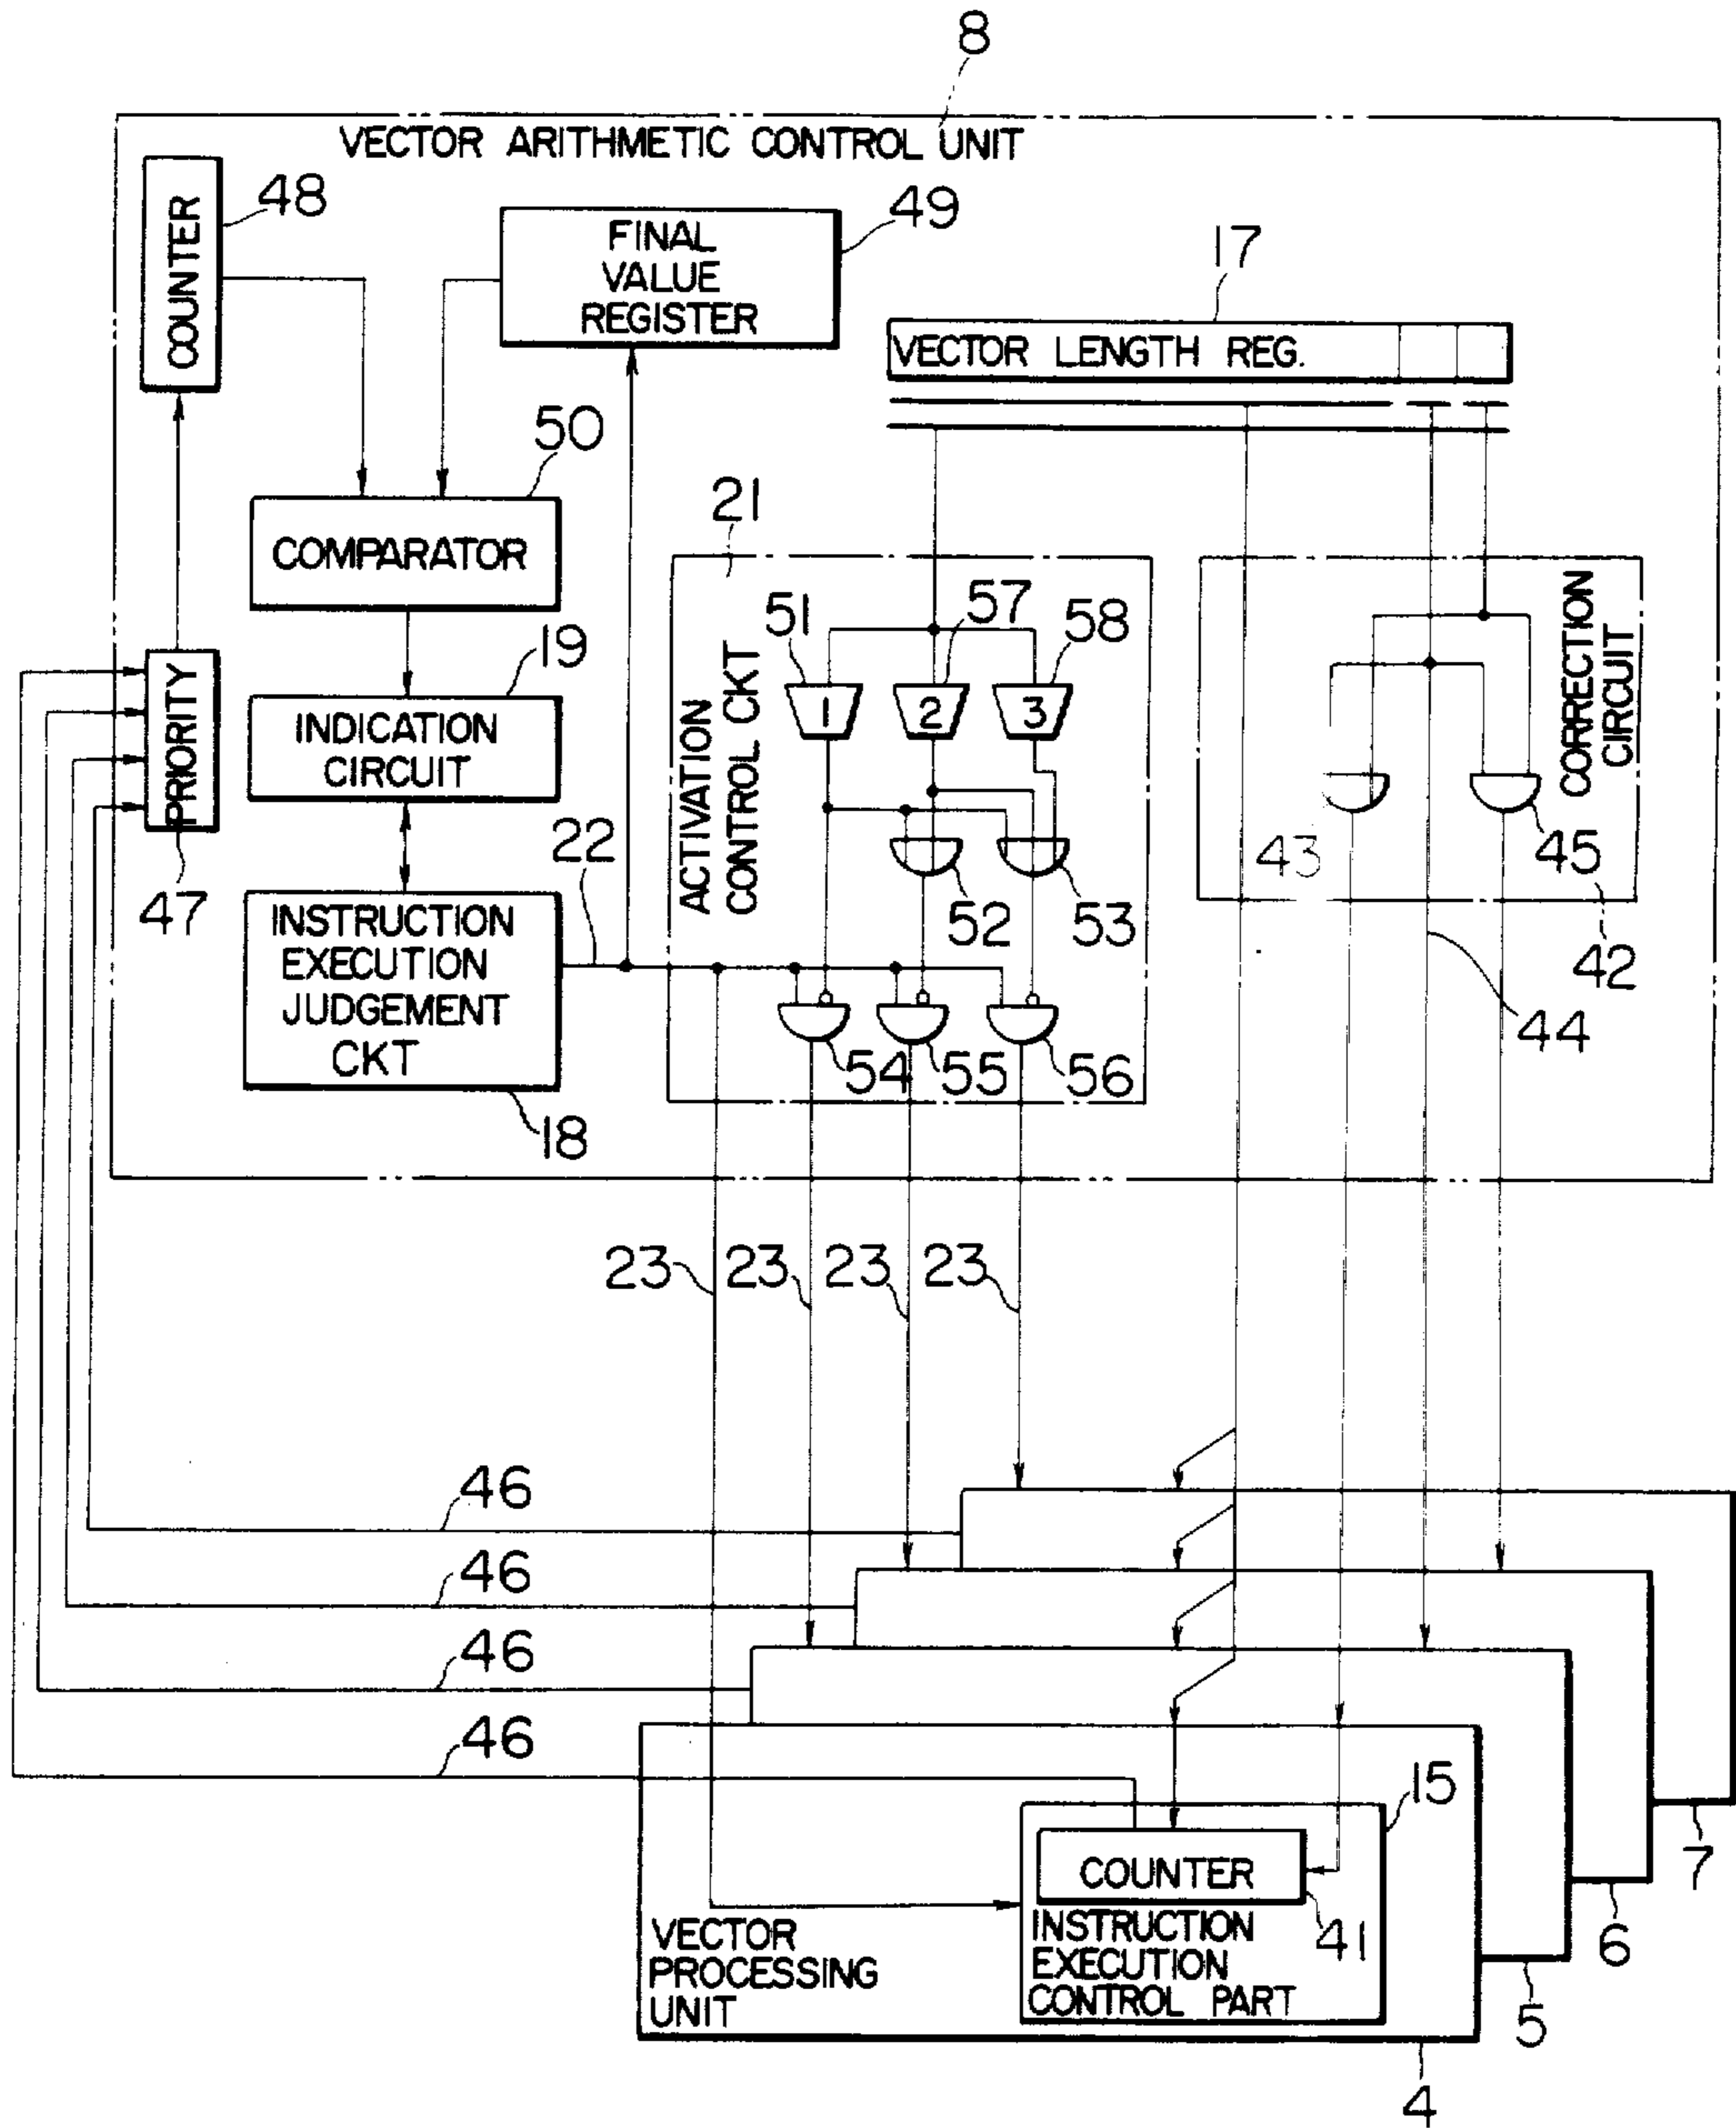 8
VECTOR ARITHMETIC CONTROL UNIT
COUNTER
48
FINAL
VALUE
REGISTER
49
17
VECTOR LENGTH REG.
50
COMPARATOR
21
ACTIVATION
CONTROL CKT
51
57
58
1
2
3
CORRECTION
CIRCUIT
19
INDICATION
CIRCUIT
PRIORITY
47
22
INSTRUCTION
EXECUTION
JUDGEMENT
CKT
18
52
53
43
45
42
44
54
55
56
23
23
23
23
46
46
46
46
15
COUNTER
41
INSTRUCTION
EXECUTION
CONTROL PART
VECTOR
PROCESSING
UNIT
7
6
5
4